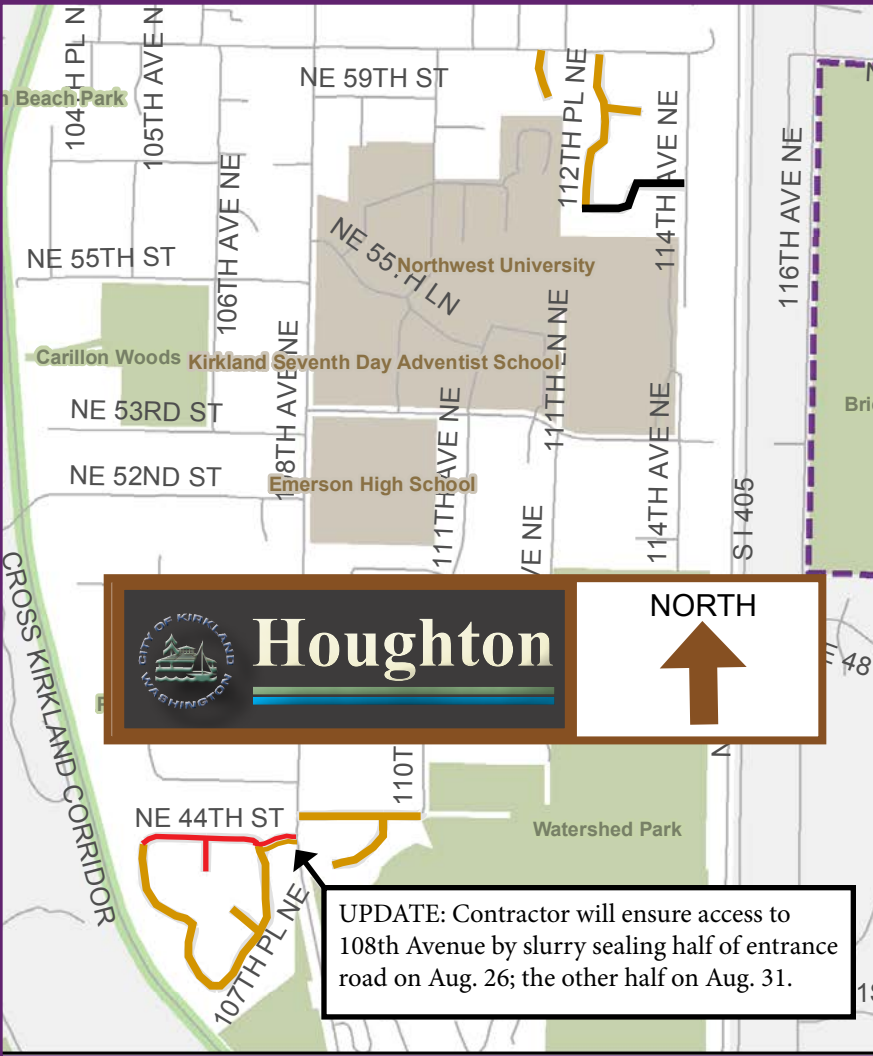 104TH PL N
105TH AVE N
NE 59TH ST
112TH PL NE
114TH AVE NE
116TH AVE NE
n Beach Park
106TH AVE NE
NE 55TH ST
NE 55TH LN
Northwest University
Carillon Woods
Kirkland Seventh Day Adventist School
108TH AVE NE
111TH LN NE
NE 53RD ST
111TH AVE NE
114TH AVE NE
Bri
NE 52ND ST
Emerson High School
VE NE
S I 405
CROSS KIRKLAND CORRIDOR
CITY OF KIRKLAND
WASHINGTON
Houghton
NORTH
E 48
F
N
110T
NE 44TH ST
Watershed Park
107TH PL NE
UPDATE: Contractor will ensure access to
108th Avenue by slurry sealing half of entrance
road on Aug. 26; the other half on Aug. 31.